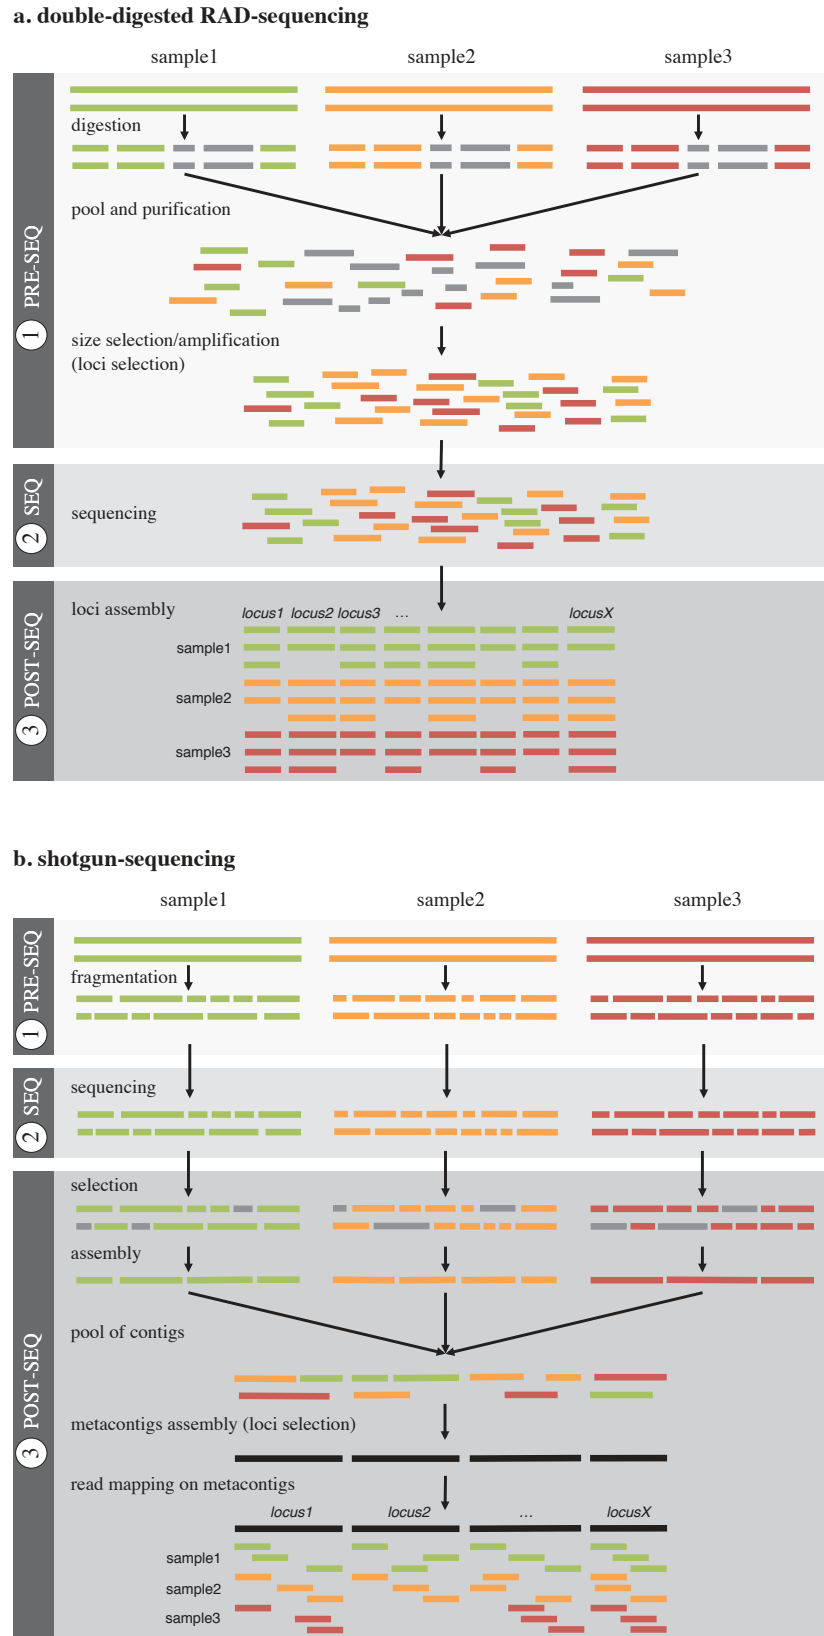 a. double-digested RAD-sequencing
sample1 sample2 sample3
1 PRE-SEQ
digestion
pool and purification
size selection/amplification
(loci selection)
2 SEQ
sequencing
3 POST-SEQ
loci assembly
locus1 locus2 locus3 ... locusX
sample1
sample2
sample3
b. shotgun-sequencing
sample1 sample2 sample3
1 PRE-SEQ
fragmentation
2 SEQ
sequencing
3 POST-SEQ
selection
assembly
pool of contigs
metacontigs assembly (loci selection)
read mapping on metacontigs
locus1 locus2 ... locusX
sample1
sample2
sample3